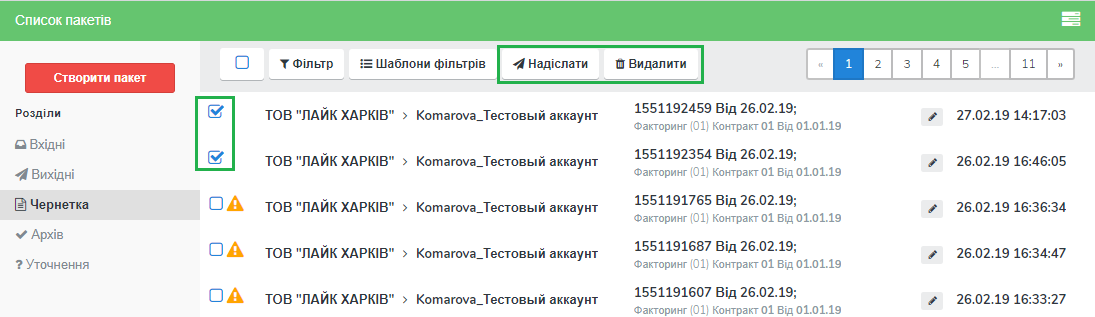 Список пакетів
Створити пакет
Розділи
Вхідні
Вихідні
Чернетка
Архів
? Уточнення
Фільтр
Шаблони фільтрів
Надіслати
Видалити
« 1 2 3 4 5 ... 11 »
ТОВ "ЛАЙК ХАРКІВ" > Komarova_Тестовый аккаунт 1551192459 Від 26.02.19; 27.02.19 14:17:03
Факторинг (01) Контракт 01 Від 01.01.19
ТОВ "ЛАЙК ХАРКІВ" > Komarova_Тестовый аккаунт 1551192354 Від 26.02.19; 26.02.19 16:46:05
Факторинг (01) Контракт 01 Від 01.01.19
ТОВ "ЛАЙК ХАРКІВ" > Komarova_Тестовый аккаунт 1551191765 Від 26.02.19; 26.02.19 16:36:34
Факторинг (01) Контракт 01 Від 01.01.19
ТОВ "ЛАЙК ХАРКІВ" > Komarova_Тестовый аккаунт 1551191687 Від 26.02.19; 26.02.19 16:34:47
Факторинг (01) Контракт 01 Від 01.01.19
ТОВ "ЛАЙК ХАРКІВ" > Komarova_Тестовый аккаунт 1551191607 Від 26.02.19; 26.02.19 16:33:27
Факторинг (01) Контракт 01 Від 01.01.19